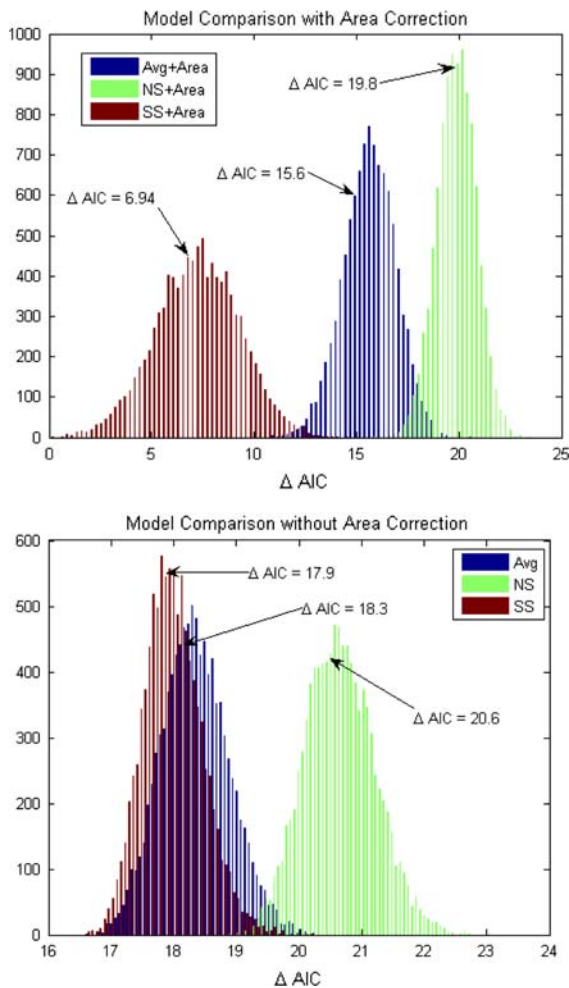 Model Comparison with Area Correction
1000
900
800
700
600
500
400
300
200
100
0
Avg+Area
NS+Area
SS+Area
Δ AIC = 19.8
Δ AIC = 15.6
Δ AIC = 6.94
0 5 10 15 20 25
Δ AIC
Model Comparison without Area Correction
600
500
400
300
200
100
0
Avg
NS
SS
Δ AIC = 17.9
Δ AIC = 18.3
Δ AIC = 20.6
16 17 18 19 20 21 22 23 24
Δ AIC